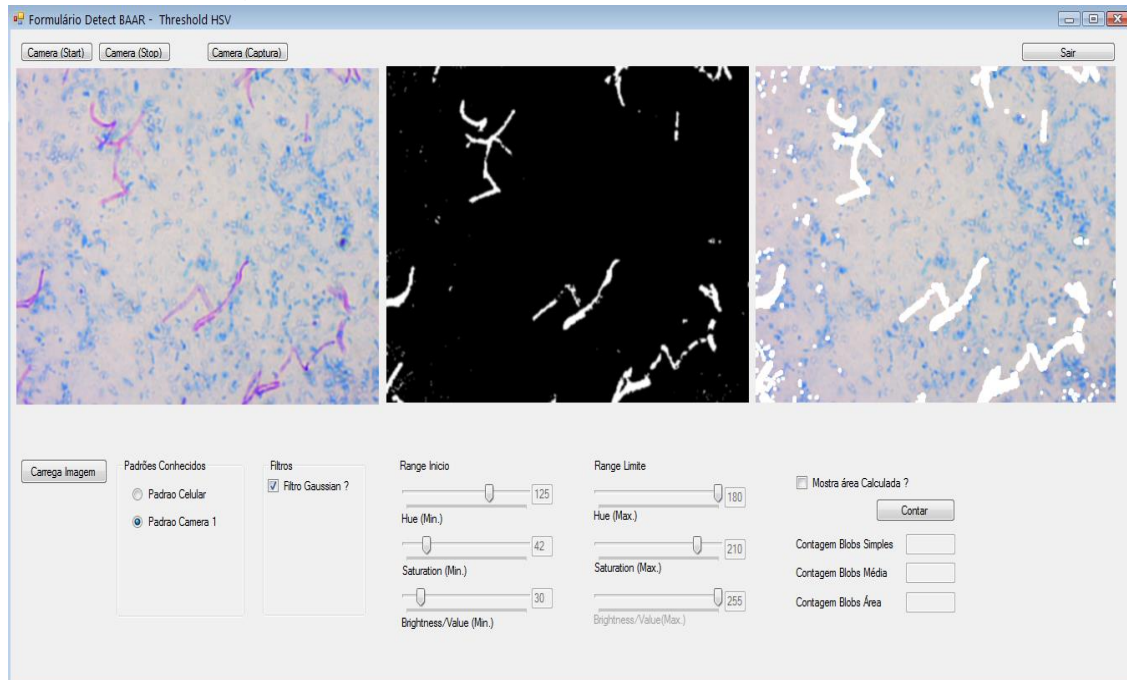 Formulário Detect BAAR - Threshold HSV
Camera (Start) Camera (Stop) Camera (Captura) Sair
Carrega Imagem
Padrões Conhecidos
Padrao Celular
Padrao Camera 1
Filtros
Filtro Gaussian ?
Range Inicio
125
Hue (Min.)
42
Saturation (Min.)
30
Brightness/Value (Min.)
Range Limite
180
Hue (Max.)
210
Saturation (Max.)
255
Brightness/Value(Max.)
Mostra área Calculada ?
Contar
Contagem Blobs Simples
Contagem Blobs Média
Contagem Blobs Área